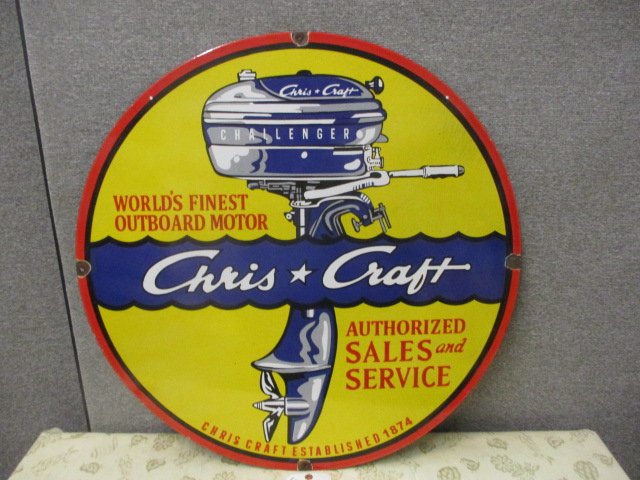 Chris ★ Craft
CHALLENGER
WORLD'S FINEST
OUTBOARD MOTOR
Chris ★ Craft
AUTHORIZED
SALES and
SERVICE
CHRIS CRAFT ESTABLISHED 1874